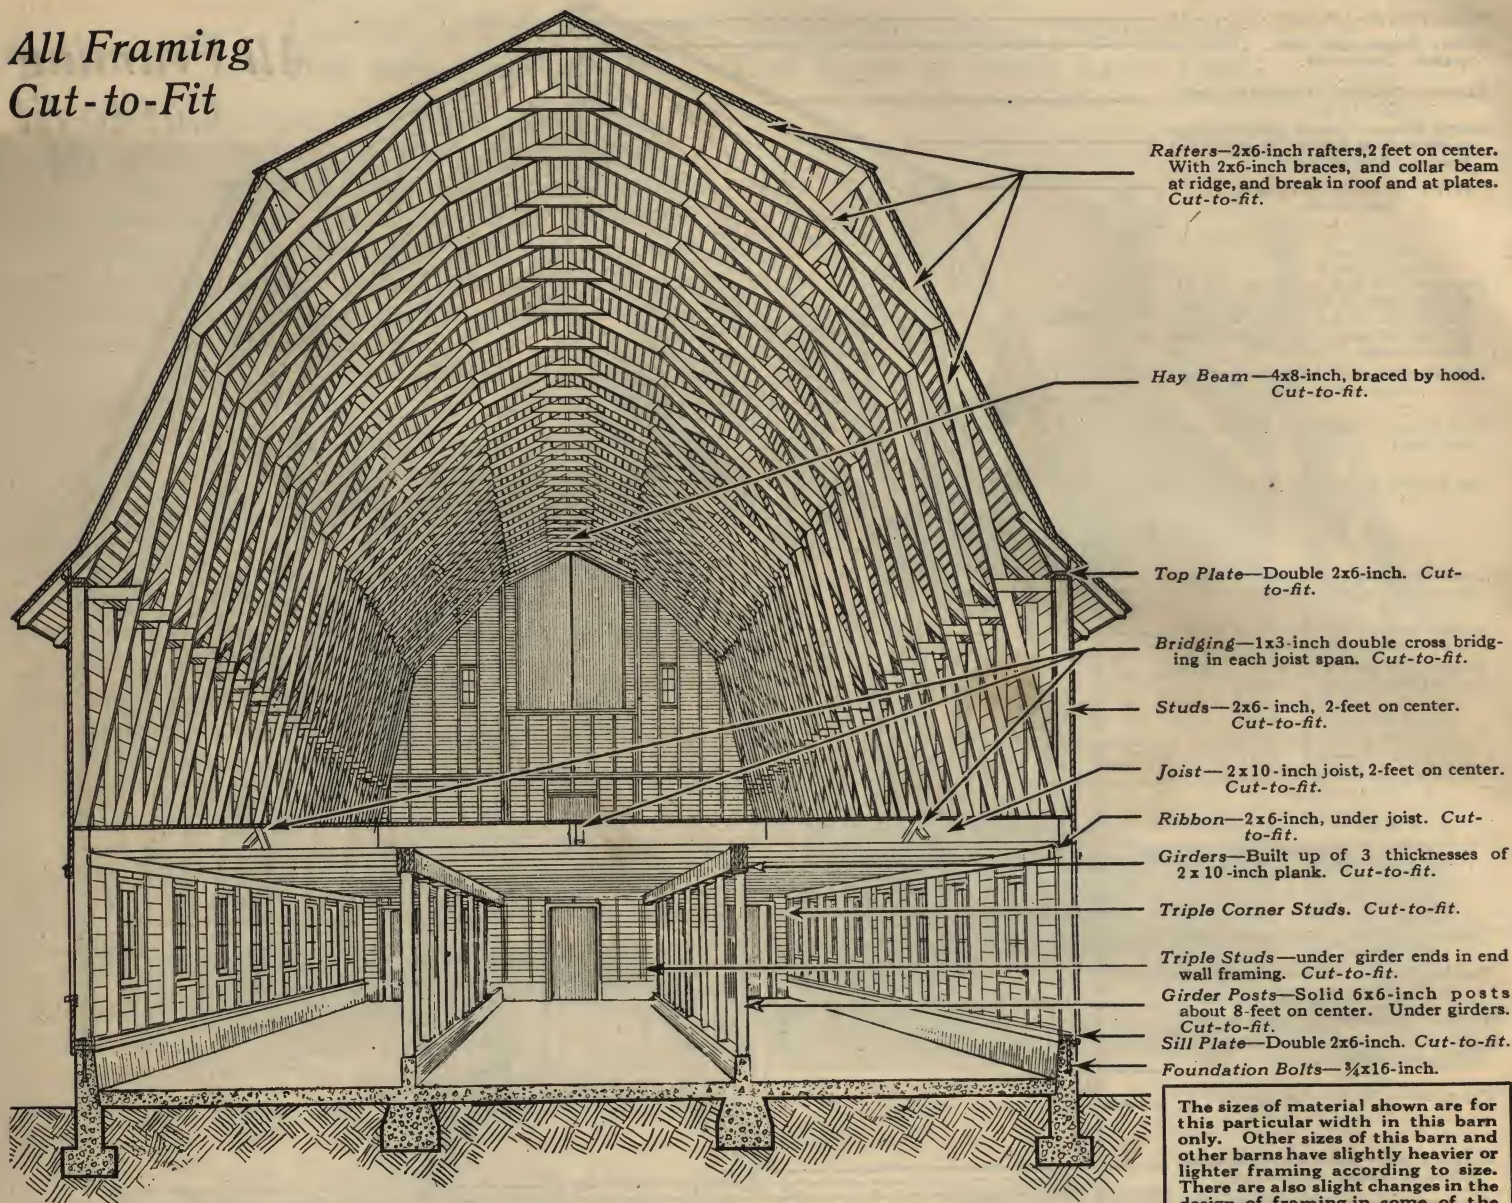 All Framing
Cut-to-Fit
Rafters—2x6-inch rafters, 2 feet on center.
With 2x6-inch braces, and collar beam
at ridge, and break in roof and at plates.
Cut-to-fit.
Hay Beam—4x8-inch, braced by hood.
Cut-to-fit.
Top Plate—Double 2x6-inch. Cut-
to-fit.
Bridging—1x3-inch double cross bridg-
ing in each joist span. Cut-to-fit.
Studs—2x6-inch, 2-feet on center.
Cut-to-fit.
Joist—2x10-inch joist, 2-feet on center.
Cut-to-fit.
Ribbon—2x6-inch, under joist. Cut-
to-fit.
Girders—Built up of 3 thicknesses of
2x10-inch plank. Cut-to-fit.
Triple Corner Studs. Cut-to-fit.
Triple Studs—under girder ends in end
wall framing. Cut-to-fit.
Girder Posts—Solid 6x6-inch posts
about 8-feet on center. Under girders.
Cut-to-fit.
Sill Plate—Double 2x6-inch. Cut-to-fit.
Foundation Bolts—¾x16-inch.
The sizes of material shown are for
this particular width in this barn
only. Other sizes of this barn and
other barns have slightly heavier or
lighter framing according to size.
There are also slight changes in the
design of framing in some of the